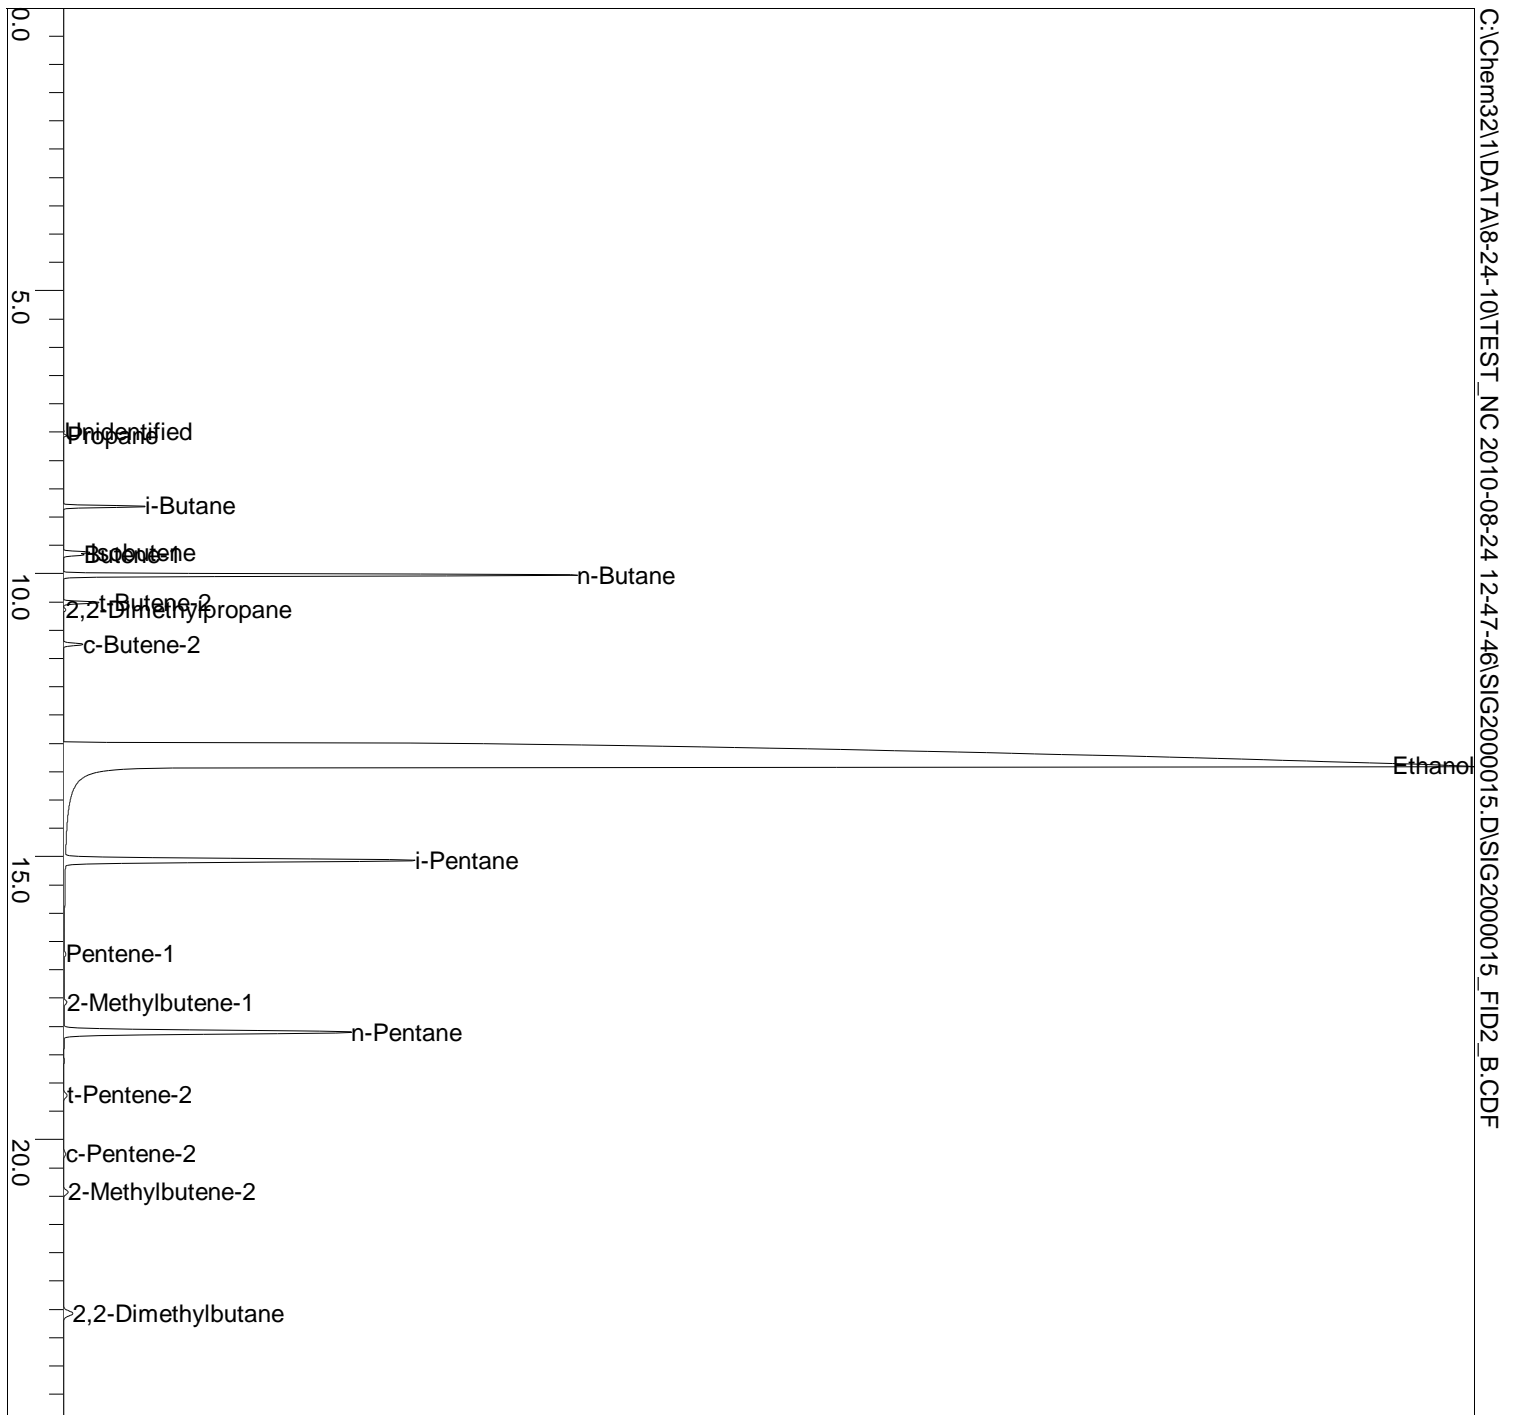 C:\Chem32\1\DATA\8-24-10\TEST_NC 2010-08-24 12-47-46\SIG2000015.D\SIG2000015_FID2_B.CDF
0.0
5.0
Unidentified
Propane
i-Butane
Isobutene
Butene-1
10.0
n-Butane
t-Butene-2
2,2-Dimethylpropane
c-Butene-2
Ethanol
15.0
i-Pentane
Pentene-1
2-Methylbutene-1
n-Pentane
t-Pentene-2
20.0
c-Pentene-2
2-Methylbutene-2
2,2-Dimethylbutane